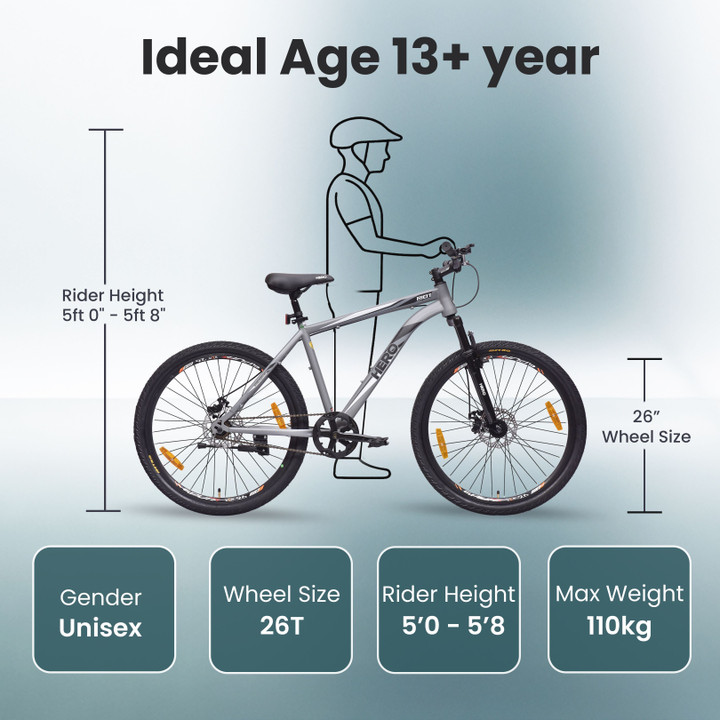 Ideal Age 13+ year
Rider Height
5ft 0" - 5ft 8"
HERO
26”
Wheel Size
Gender
Unisex
Wheel Size
26T
Rider Height
5’0 - 5’8
Max Weight
110kg